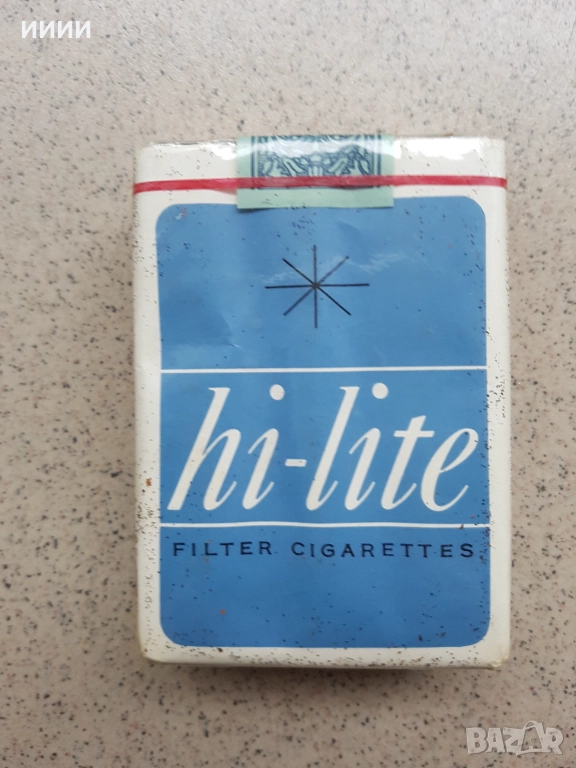 ИИИИ
hi-lite
FILTER CIGARETTES
BAZAR